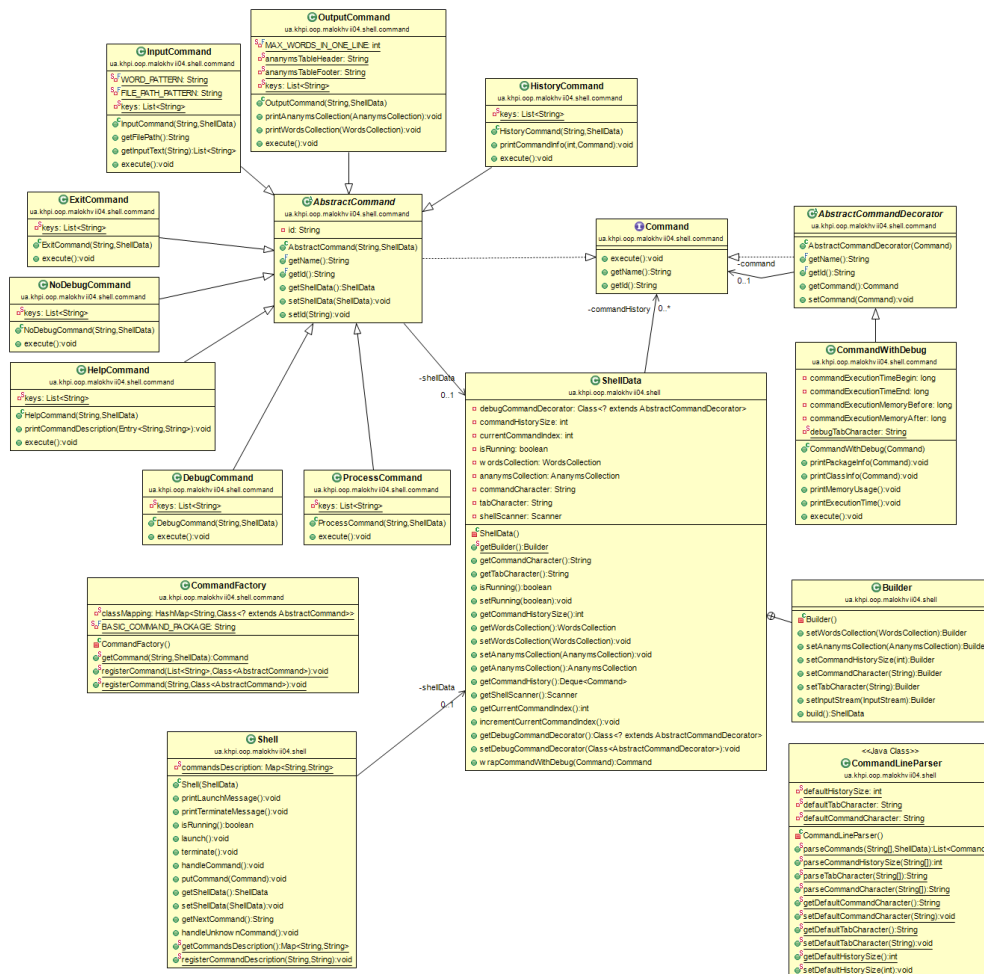 OutputCommand
ua.khpi.oop.malokhvii04.shell.command
MAX_WORDS_IN_ONE_LINE: int
ananymsTableHeader: String
ananymsTableFooter: String
keys: List<String>
OutputCommand(String,ShellData)
printAnanymsCollection(AnanymsCollection):void
printWordsCollection(WordsCollection):void
execute():void
InputCommand
ua.khpi.oop.malokhvii04.shell.command
WORD_PATTERN: String
FILE_PATH_PATTERN: String
keys: List<String>
InputCommand(String,ShellData)
getFilePath():String
getInputText(String):List<String>
execute():void
HistoryCommand
ua.khpi.oop.malokhvii04.shell.command
keys: List<String>
HistoryCommand(String,ShellData)
printCommandInfo(int,Command):void
execute():void
ExitCommand
ua.khpi.oop.malokhvii04.shell.command
keys: List<String>
ExitCommand(String,ShellData)
execute():void
AbstractCommand
ua.khpi.oop.malokhvii04.shell.command
id: String
AbstractCommand(String,ShellData)
getName():String
getId():String
getShellData():ShellData
setShellData(ShellData):void
setId(String):void
Command
ua.khpi.oop.malokhvii04.shell.command
execute():void
getName():String
getId():String
AbstractCommandDecorator
ua.khpi.oop.malokhvii04.shell.command
AbstractCommandDecorator(Command)
getName():String
getId():String
getCommand():Command
setCommand(Command):void
-command
0..1
-commandHistory
0..*
NoDebugCommand
ua.khpi.oop.malokhvii04.shell.command
keys: List<String>
NoDebugCommand(String,ShellData)
execute():void
HelpCommand
ua.khpi.oop.malokhvii04.shell.command
keys: List<String>
HelpCommand(String,ShellData)
printCommandDescription(Entry<String,String>):void
execute():void
-shellData
0..1
CommandWithDebug
ua.khpi.oop.malokhvii04.shell.command
commandExecutionTimeBegin: long
commandExecutionTimeEnd: long
commandExecutionMemoryBefore: long
commandExecutionMemoryAfter: long
debugTabCharacter: String
CommandWithDebug(Command)
printPackageInfo(Command):void
printClassInfo(Command):void
printMemoryUsage():void
printExecutionTime():void
execute():void
DebugCommand
ua.khpi.oop.malokhvii04.shell.command
keys: List<String>
DebugCommand(String,ShellData)
execute():void
ProcessCommand
ua.khpi.oop.malokhvii04.shell.command
keys: List<String>
ProcessCommand(String,ShellData)
execute():void
ShellData
ua.khpi.oop.malokhvii04.shell
debugCommandDecorator: Class<? extends AbstractCommandDecorator>
commandHistorySize: int
currentCommandIndex: int
isRunning: boolean
wordsCollection: WordsCollection
ananymsCollection: AnanymsCollection
commandCharacter: String
tabCharacter: String
shellScanner: Scanner
ShellData()
getBuilder():Builder
getCommandCharacter():String
getTabCharacter():String
isRunning():boolean
setRunning(boolean):void
getCommandHistorySize():int
getWordsCollection():WordsCollection
setWordsCollection(WordsCollection):void
setAnanymsCollection(AnanymsCollection):void
getAnanymsCollection():AnanymsCollection
getCommandHistory():Deque<Command>
getShellScanner():Scanner
getCurrentCommandIndex():int
incrementCurrentCommandIndex():void
getDebugCommandDecorator():Class<? extends AbstractCommandDecorator>
setDebugCommandDecorator(Class<AbstractCommandDecorator>):void
wrapCommandWithDebug(Command):Command
CommandFactory
ua.khpi.oop.malokhvii04.shell.command
classMapping: HashMap<String,Class<? extends AbstractCommand>>
BASIC_COMMAND_PACKAGE: String
CommandFactory()
getCommand(String,ShellData):Command
registerCommand(List<String>,Class<AbstractCommand>):void
registerCommand(String,Class<AbstractCommand>):void
Builder
ua.khpi.oop.malokhvii04.shell
Builder()
setWordsCollection(WordsCollection):Builder
setAnanymsCollection(AnanymsCollection):Builde
setCommandHistorySize(int):Builder
setCommandCharacter(String):Builder
setTabCharacter(String):Builder
setInputStream(InputStream):Builder
build():ShellData
-shellData
0..1
Shell
ua.khpi.oop.malokhvii04.shell
commandsDescription: Map<String,String>
Shell(ShellData)
printLaunchMessage():void
printTerminateMessage():void
isRunning():boolean
launch():void
terminate():void
handleCommand():void
putCommand(Command):void
getShellData():ShellData
setShellData(ShellData):void
getNextCommand():String
handleUnknownCommand():void
getCommandsDescription():Map<String,String>
registerCommandDescription(String,String):void
<<Java Class>>
CommandLineParser
ua.khpi.oop.malokhvii04.shell
defaultHistorySize: int
defaultTabCharacter: String
defaultCommandCharacter: String
CommandLineParser()
parseCommands(String[],ShellData):List<Command
parseCommandHistorySize(String[]):int
parseTabCharacter(String[]):String
parseCommandCharacter(String[]):String
getDefaultCommandCharacter():String
setDefaultCommandCharacter(String):void
getDefaultTabCharacter():String
setDefaultTabCharacter(String):void
getDefaultHistorySize():int
setDefaultHistorySize(int):void